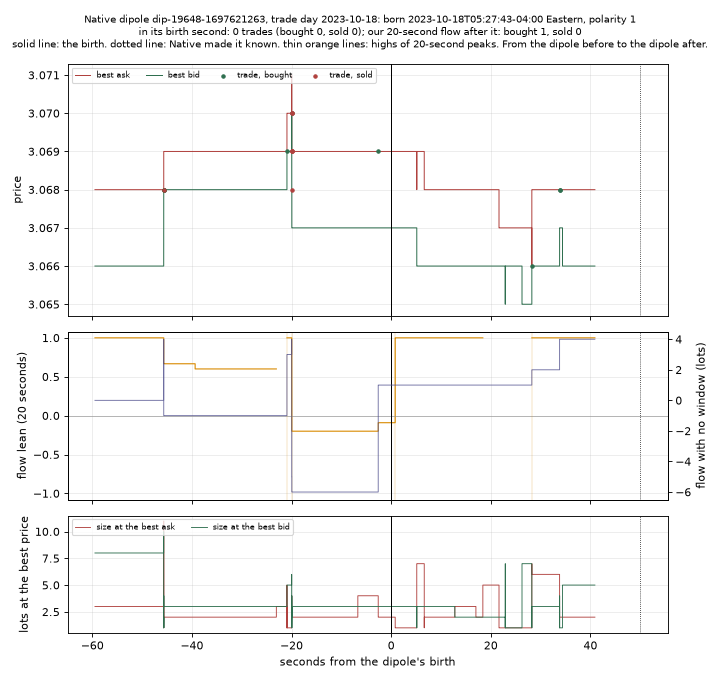 Native dipole dip-19648-1697621263, trade day 2023-10-18: born 2023-10-18T05:27:43-04:00 Eastern, polarity 1
in its birth second: 0 trades (bought 0, sold 0); our 20-second flow after it: bought 1, sold 0
solid line: the birth. dotted line: Native made it known. thin orange lines: highs of 20-second peaks. From the dipole before to the dipole after.
best ask
best bid
trade, bought
trade, sold
3.071
3.070
3.069
3.068
3.067
3.066
3.065
price
1.0
0.5
0.0
−0.5
−1.0
flow lean (20 seconds)
4
2
0
−2
−4
−6
flow with no window (lots)
size at the best ask
size at the best bid
10.0
7.5
5.0
2.5
lots at the best price
−60
−40
−20
0
20
40
seconds from the dipole's birth